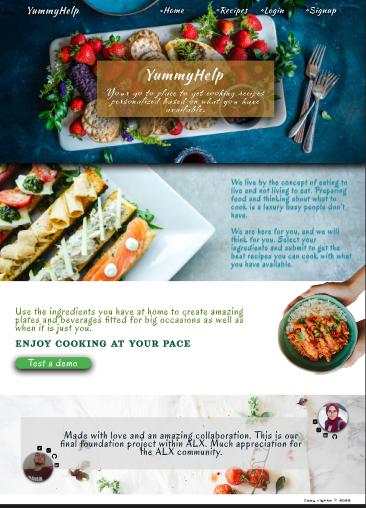 YummyHelp
Home
Recipes
Login
Signup
YummyHelp
Your go to place to get cooking recipes
personalized based on what you have
available.
We live by the concept of eating to
live and not living to eat. Preparing
food and thinking about what to
cook is a luxury busy people don't
have.
We are here for you, and we will
think for you. Select your
ingredients and submit to get the
best recipes you can cook with what
you have available.
Use the ingredients you have at home to create amazing
plates and beverages fitted for big occasions as well as
when it is just you.
ENJOY COOKING AT YOUR PACE
Test a demo
Made with love and an amazing collaboration. This is our
final foundation project within ALX. Much appreciation for
the ALX community.